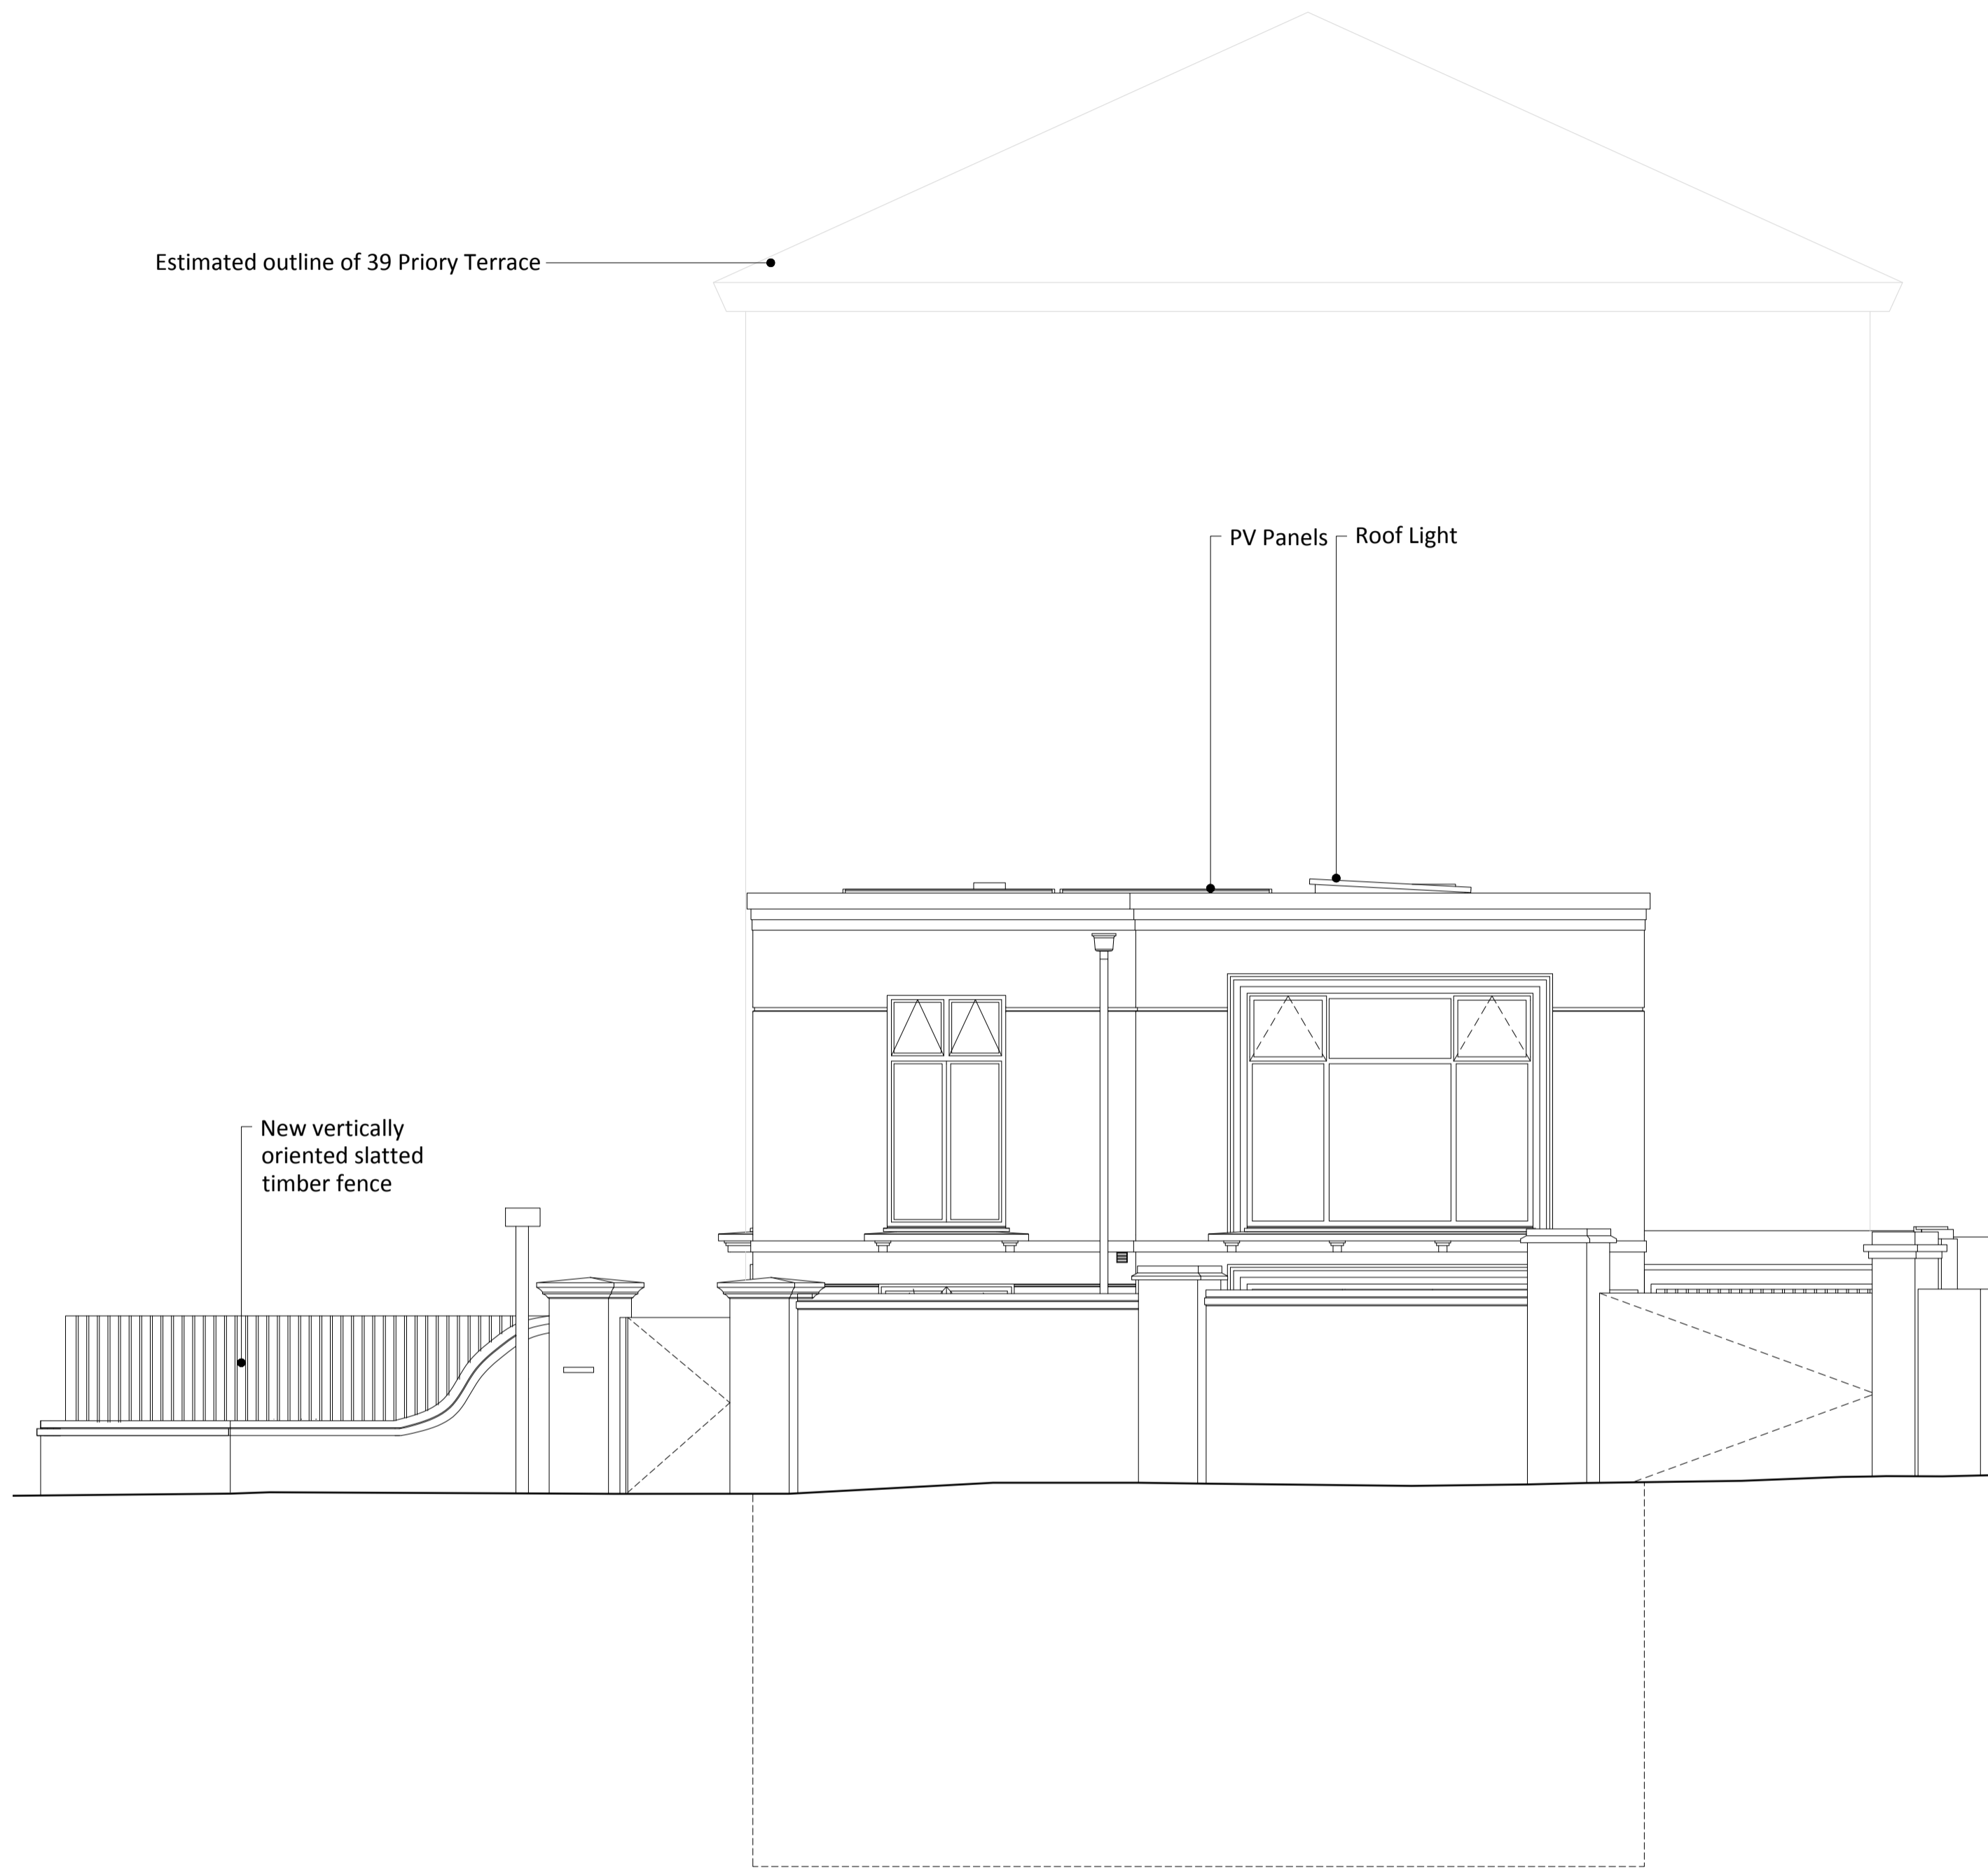 Estimated outline of 39 Priory Terrace
PV Panels
Roof Light
New vertically
oriented slatted
timber fence